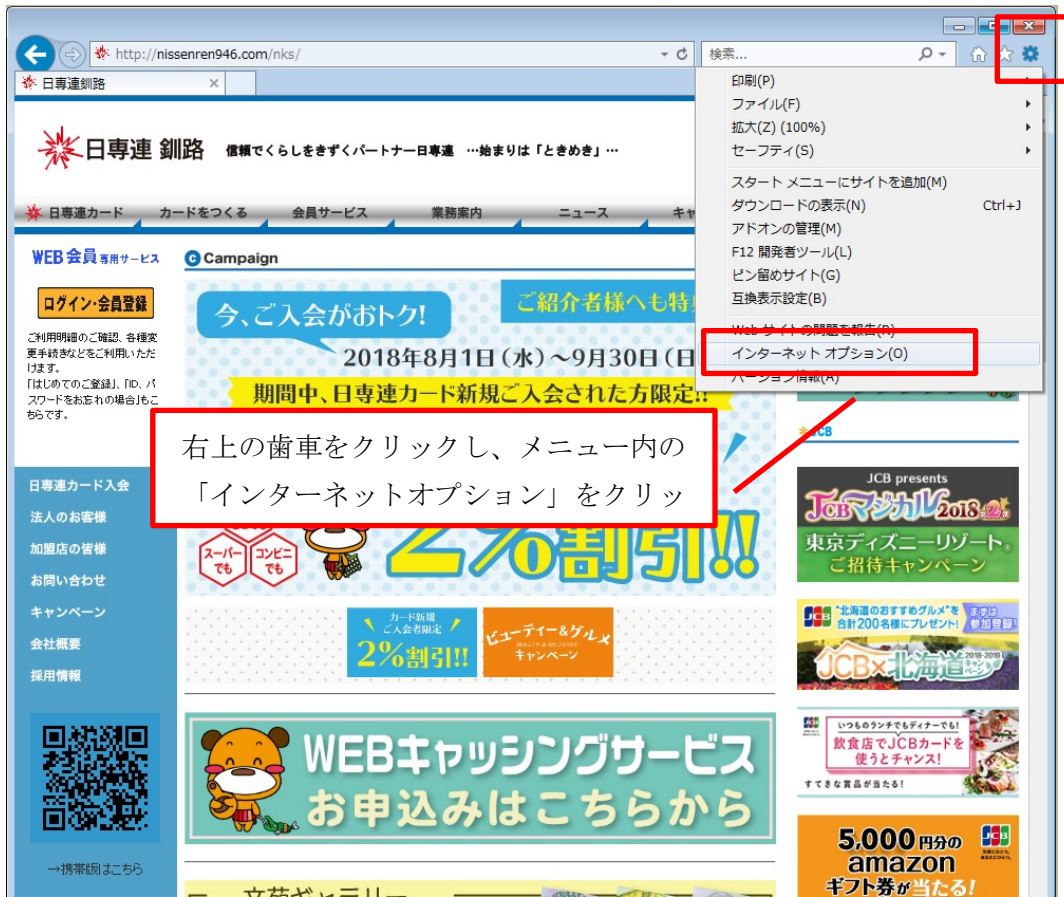 http://nissenren946.com/nks/
検索...
日専連釧路
印刷(P)
ファイル(F)
拡大(Z) (100%)
セーフティ(S)
スタート メニューにサイトを追加(M)
ダウンロードの表示(N) Ctrl+J
アドオンの管理(M)
F12 開発者ツール(L)
ピン留めサイト(G)
互換表示設定(B)
Web サイトの問題を報告(R)
インターネット オプション(O)
バージョン情報(A)
日専連 釧路 信頼でくらしをきずくパートナー日専連 …始まりは「ときめき」…
日専連カード カードをつくる 会員サービス 業務案内 ニュース キャ
WEB会員専用サービス
ログイン・会員登録
ご利用明細のご確認、各種変
更手続きなどをご利用いただ
けます。
「はじめてのご登録」、「ID、パ
スワードをお忘れの場合」もこ
ちらです。
Campaign
今、ご入会がおトク!
ご紹介者様へも特
2018年8月1日(水)~9月30日(日
期間中、日専連カード新規ご入会された方限定!!
右上の歯車をクリックし、メニュー内の
「インターネットオプション」をクリッ
スーパーでも
コンビニでも
2%割引!!
カード新規
ご入会者限定
2%割引!!
ビューティー&グルメ
キャンペーン
日専連カード入会
法人のお客様
加盟店の皆様
お問い合わせ
キャンペーン
会社概要
採用情報
→携帯版はこちら
WEBキャッシングサービス
お申込みはこちらから
JCB
JCB presents
JCBマジカル2018
東京ディズニーリゾート®
ご招待キャンペーン
JCB
"北海道のおすすめグルメ"を
合計200名様にプレゼント!
まずは
参加登録!
JCB×北海道
2018-2019
いつものランチでもディナーでも!
飲食店でJCBカードを
使うとチャンス!
すてきな賞品が当たる!
5,000円分の
JCB
amazon
ギフト券が当たる!